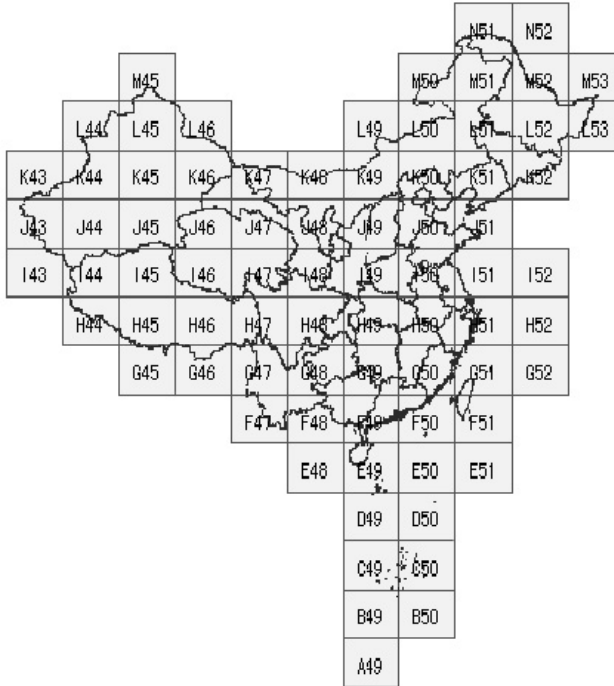 N51 N52
M45 M50 M51 M52 M53
L44 L45 L46 L49 L50 L51 L52 L53
K43 K44 K45 K46 K47 K48 K49 K50 K51 K52
J43 J44 J45 J46 J47 J48 J49 J50 J51
I43 I44 I45 I46 I47 I48 I49 I50 I51 I52
H44 H45 H46 H47 H48 H49 H50 H51 H52
G45 G46 G47 G48 G49 G50 G51 G52
F47 F48 F49 F50 F51
E48 E49 E50 E51
D49 D50
C49 C50
B49 B50
A49